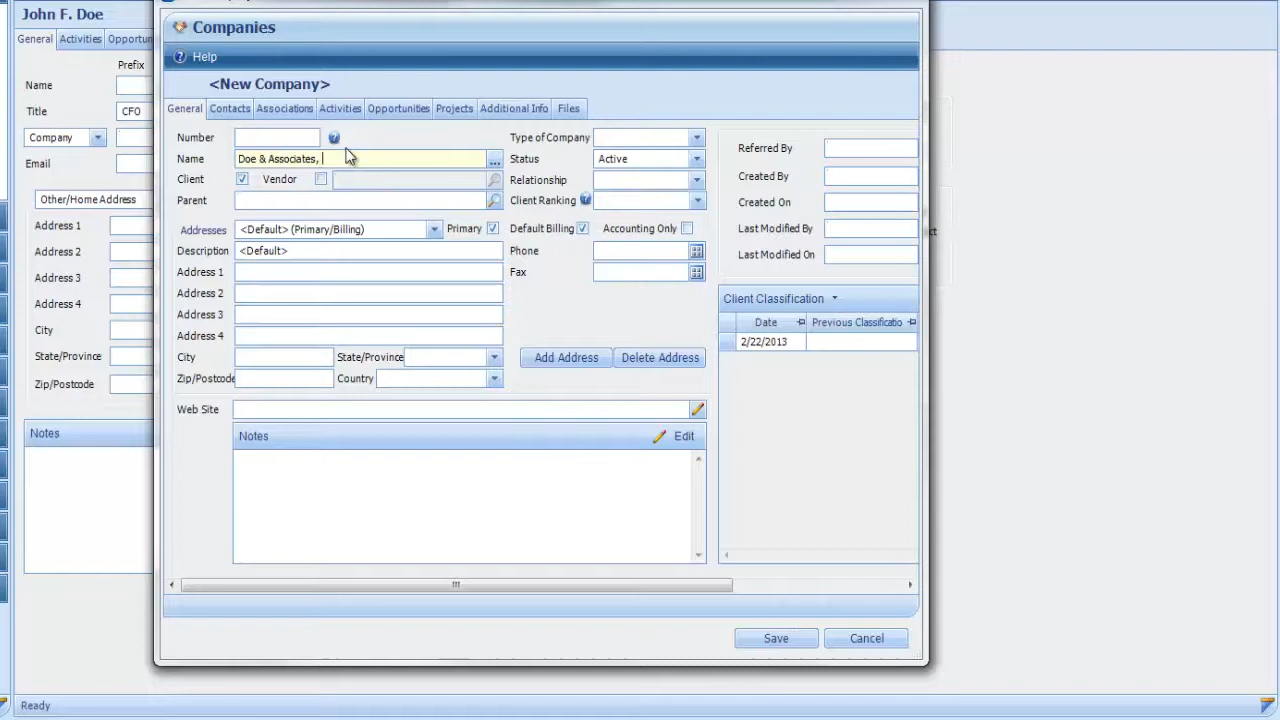 John F. Doe
General Activities Opportun
Prefix
Name
Title CFO
Company
Email
Other/Home Address
Address 1
Address 2
Address 3
Address 4
City
State/Province
Zip/Postcode
Notes
Ready
Companies
Help
<New Company>
General Contacts Associations Activities Opportunities Projects Additional Info Files
Number
Name Doe & Associates,
Client Vendor
Parent
Type of Company
Status Active
Relationship
Client Ranking
Addresses <Default> (Primary/Billing) Primary Default Billing Accounting Only
Description <Default> Phone
Address 1 Fax
Address 2
Address 3
Address 4
City State/Province Add Address Delete Address
Zip/Postcode Country
Web Site
Notes Edit
Referred By
Created By
Created On
Last Modified By
Last Modified On
Client Classification
Date Previous Classificatio
2/22/2013
Save Cancel